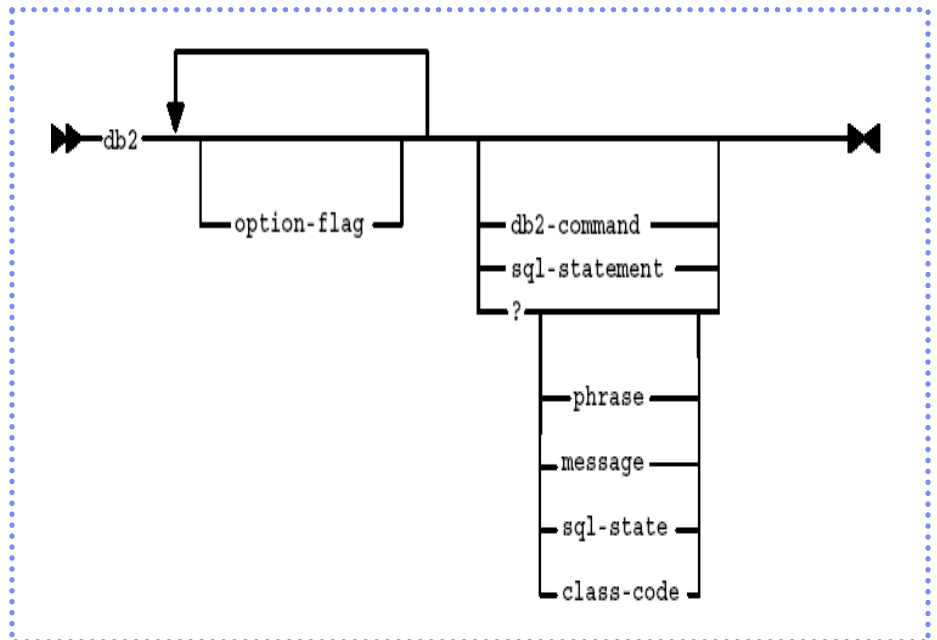 db2
option-flag
db2-command
sql-statement
?
phrase
message
sql-state
class-code